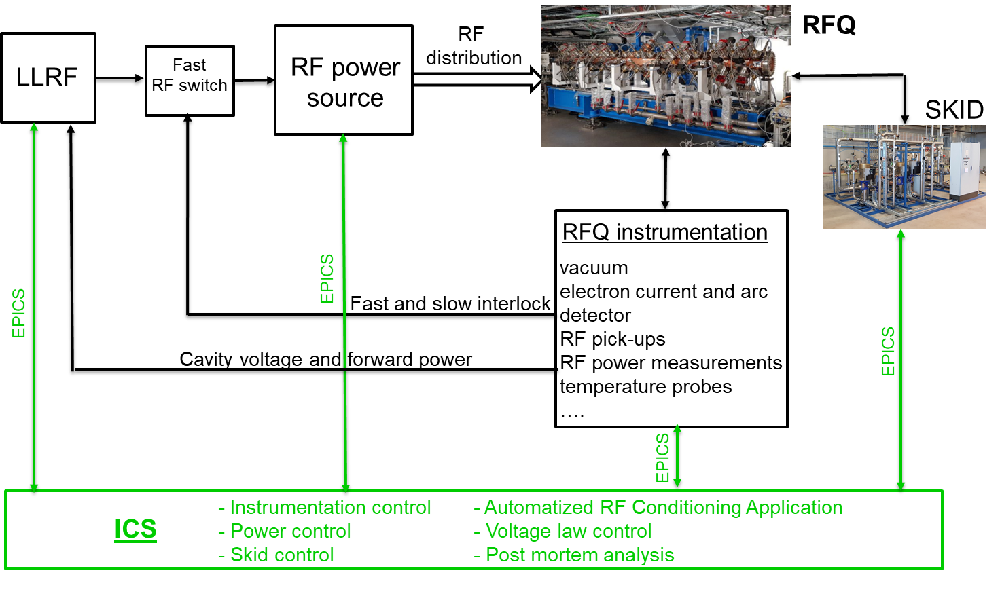 LLRF
Fast
RF switch
RF power
source
RF
distribution
RFQ
SKID
RFQ instrumentation
vacuum
electron current and arc
detector
RF pick-ups
RF power measurements
temperature probes
....
Fast and slow interlock
Cavity voltage and forward power
EPICS
EPICS
EPICS
EPICS
ICS
- Instrumentation control
- Power control
- Skid control
- Automatized RF Conditioning Application
- Voltage law control
- Post mortem analysis